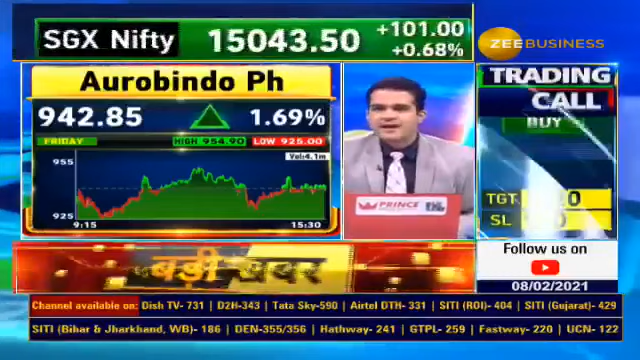 SGX Nifty
15043.50
+101.00
+0.68%
ZEE BUSINESS
Aurobindo Ph
942.85
1.69%
FRIDAY
HIGH 954.90
LOW 925.00
Vol:4.1m
955
925
9:15
15:30
PRINCE
TRADING
CALL
BUY
TGT
SL
बड़ी खबर
Follow us on
08/02/2021
Channel available on: Dish TV- 731 | D2H-343 | Tata Sky-590 | Airtel DTH- 331 | SITI (ROI)- 404 | SITI (Gujarat)- 429
SITI (Bihar & Jharkhand, WB)- 186 | DEN-355/356 | Hathway- 241 | GTPL- 259 | Fastway- 220 | UCN- 122